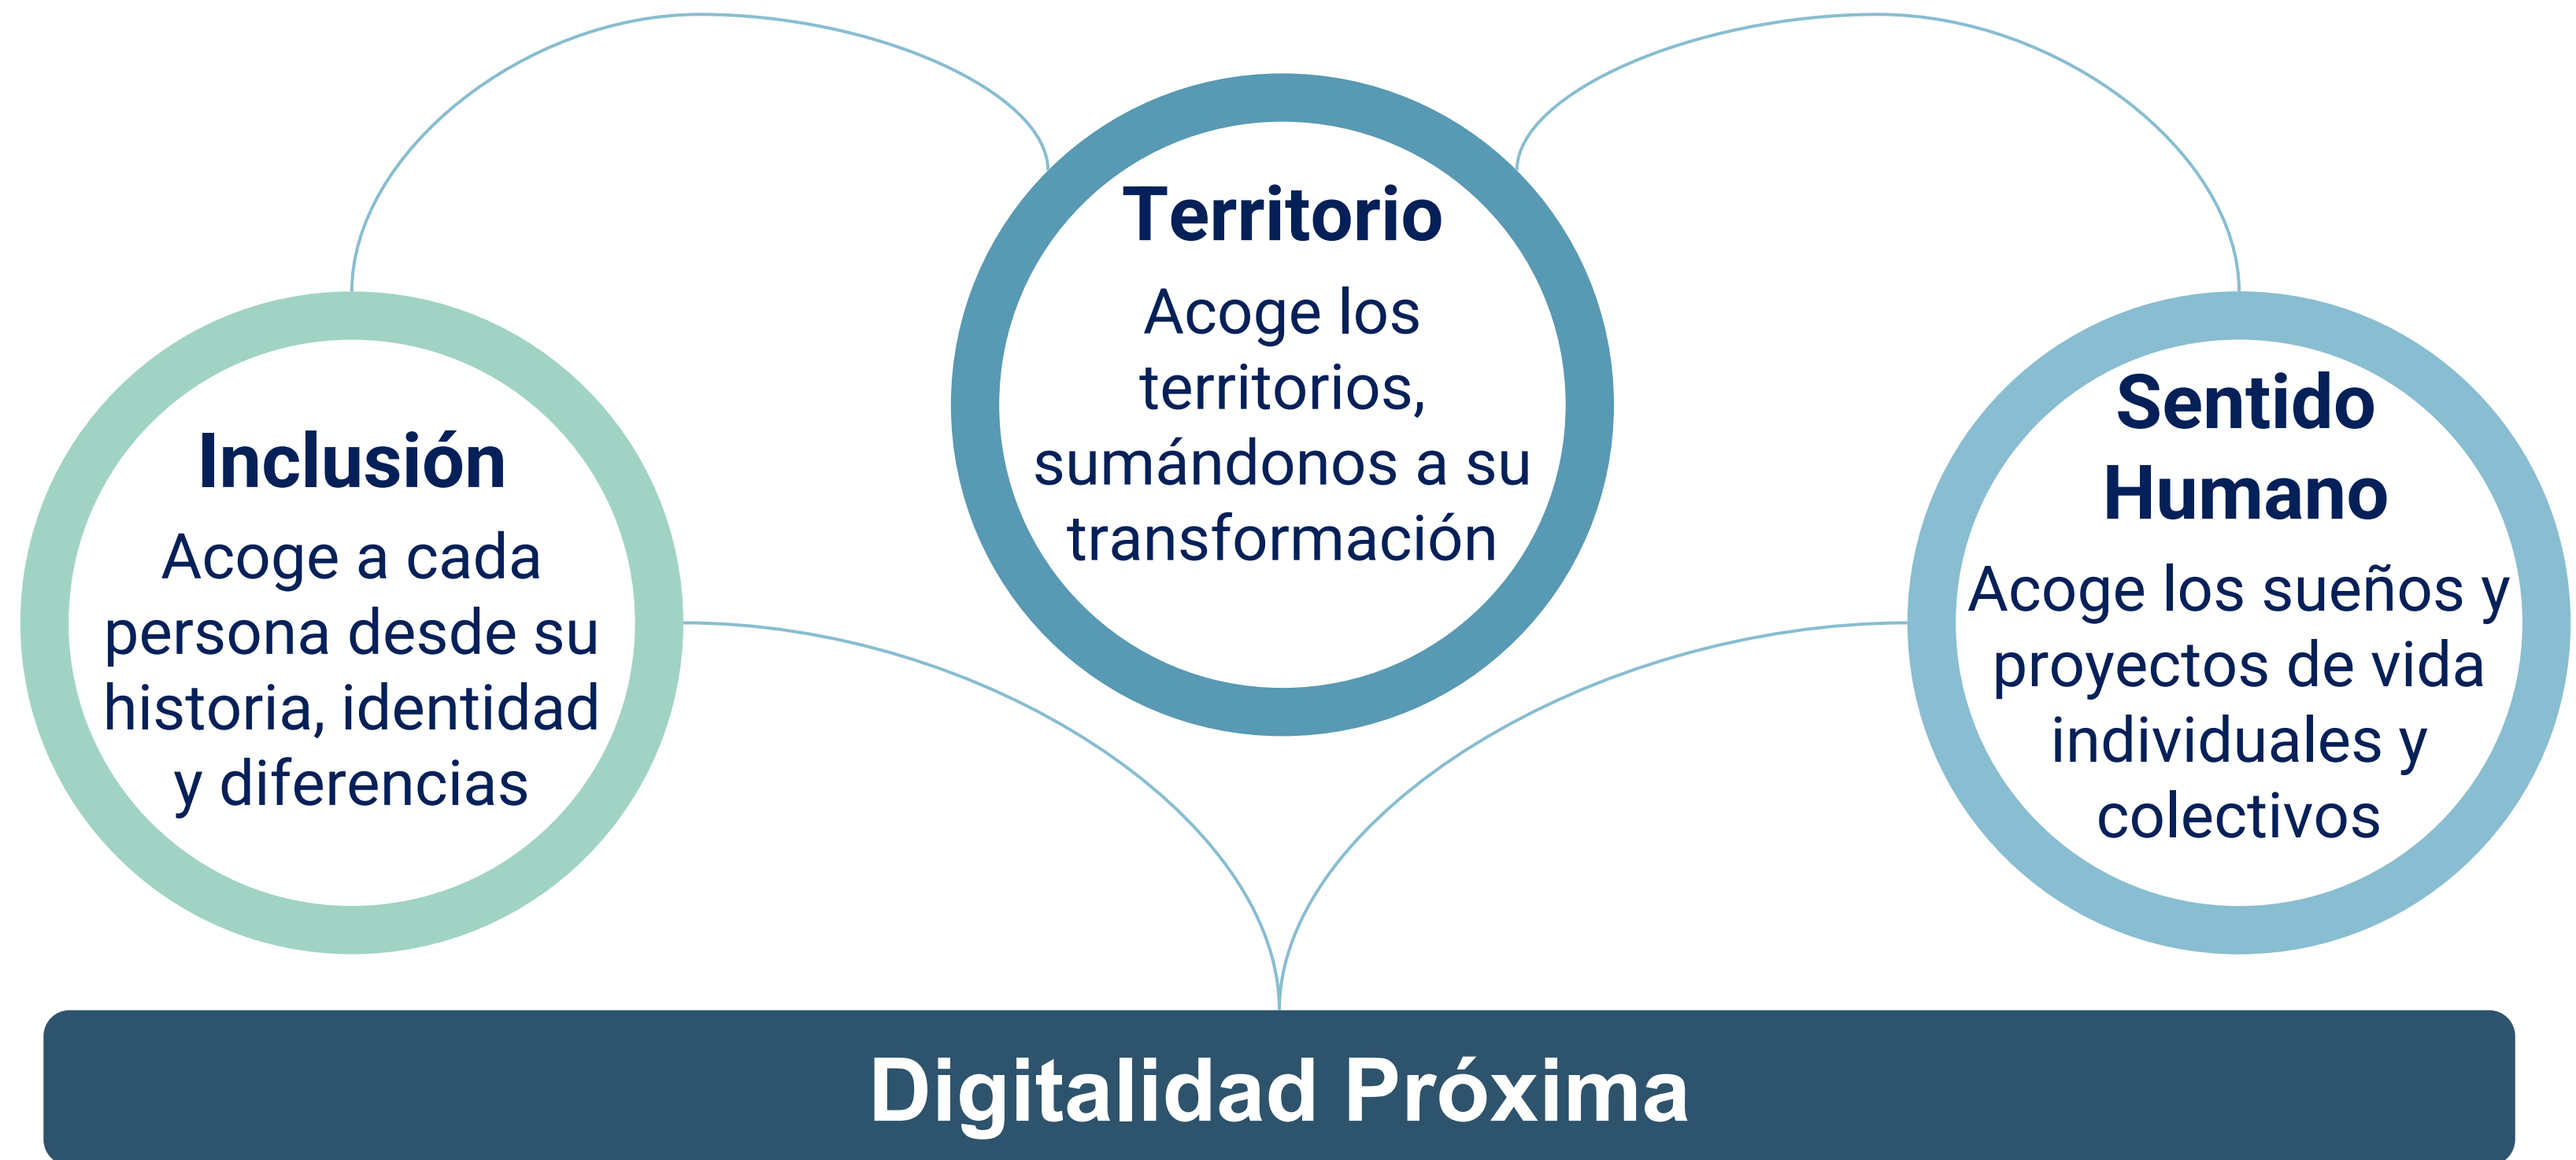 Inclusión
Acoge a cada
persona desde su
historia, identidad
y diferencias
Territorio
Acoge los
territorios,
sumándonos a su
transformación
Sentido
Humano
Acoge los sueños y
proyectos de vida
individuales y
colectivos
Digitalidad Próxima